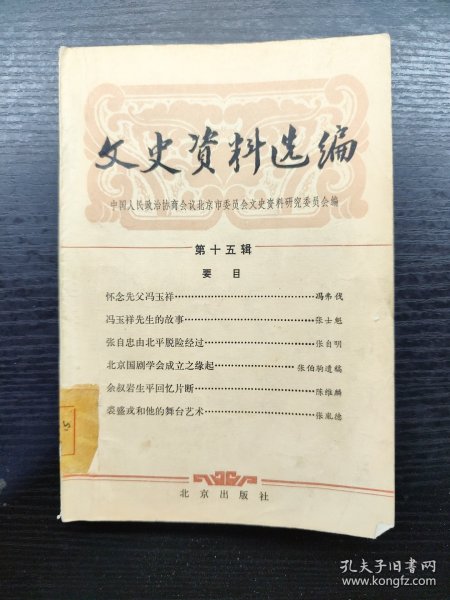 文史资料选编
中国人民政治协商会议北京市委员会文史资料研究委员会编
第十五辑
要 目
怀念先父冯玉祥……………………冯弗伐
冯玉祥先生的故事……………………张士魁
张自忠由北平脱险经过……………………张自明
北京国剧学会成立之缘起……………………张伯驹遗稿
余叔岩生平回忆片断……………………陈维麟
裘盛戎和他的舞台艺术……………………张胤德
北京出版社
孔夫子旧书网
www.kongfz.com